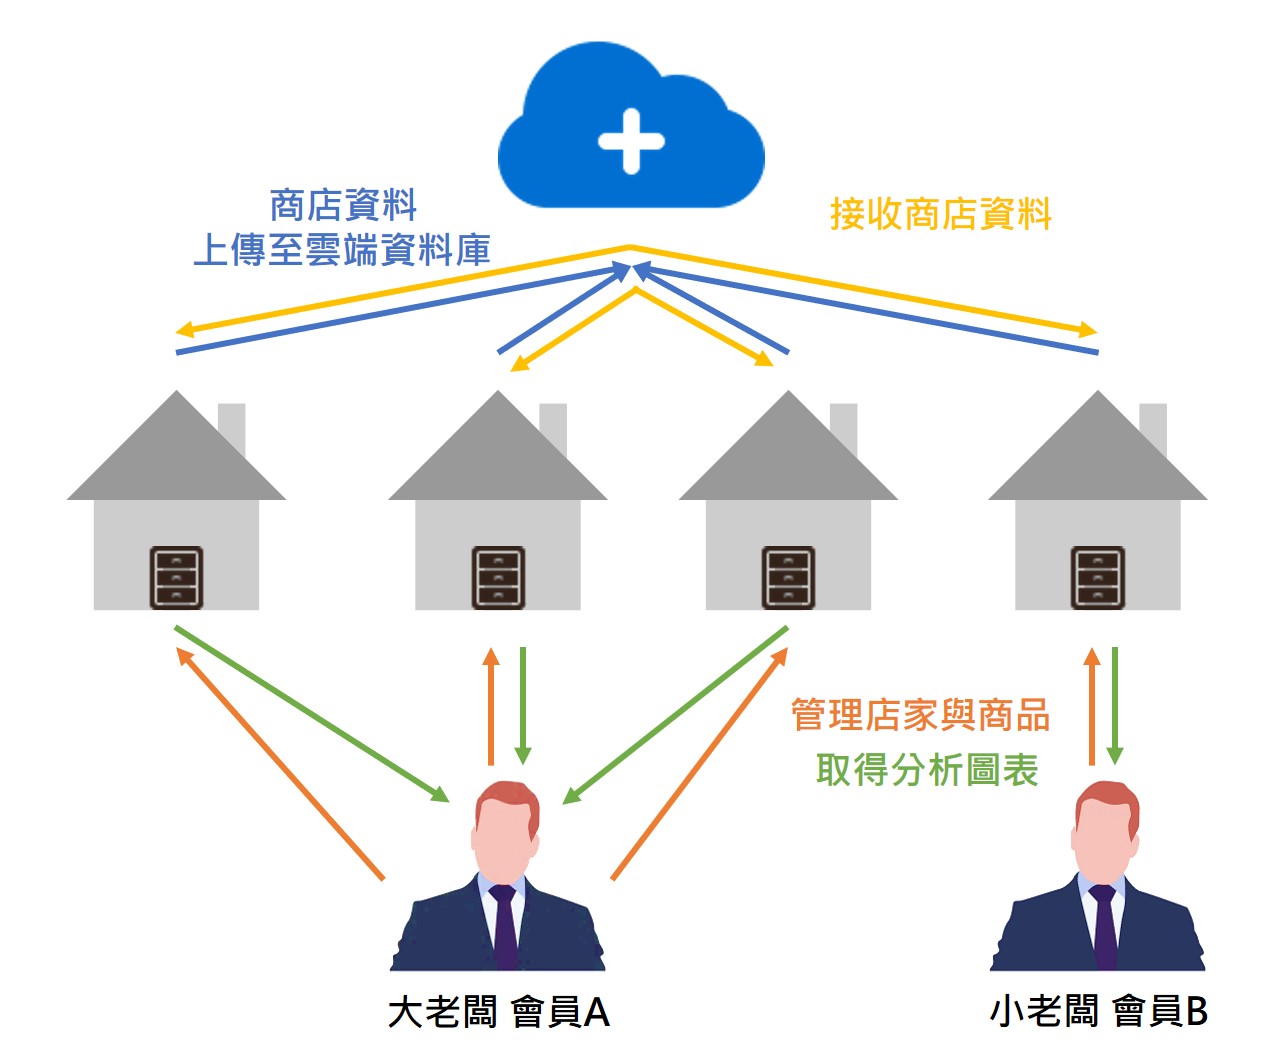 商店資料
上傳至雲端資料庫
接收商店資料
管理店家與商品
取得分析圖表
大老闆 會員A
小老闆 會員B